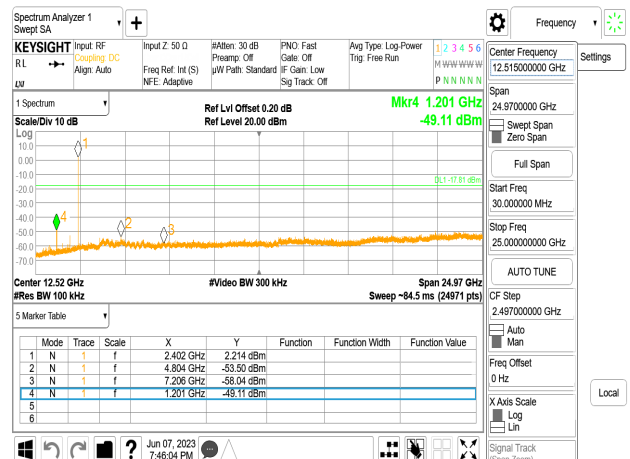 Spectrum Analyzer 1
Swept SA
Frequency
KEYSIGHT
RL
Input: RF
Coupling: DC
Align: Auto
Input Z: 50 Ω
Freq Ref: Int (S)
NFE: Adaptive
#Atten: 30 dB
Preamp: Off
µW Path: Standard
PNO: Fast
Gate: Off
IF Gain: Low
Sig Track: Off
Avg Type: Log-Power
Trig: Free Run
1 2 3 4 5 6
M W W W W W
P N N N N N
1 Spectrum
Scale/Div 10 dB
Ref Lvl Offset 0.20 dB
Ref Level 20.00 dBm
Mkr4 1.201 GHz
-49.11 dBm
Log
10.0
0.00
-10.0
-20.0
-30.0
-40.0
-50.0
-60.0
-70.0
1
2
3
4
DL1 -17.81 dBm
Center 12.52 GHz
#Video BW 300 kHz
Span 24.97 GHz
#Res BW 100 kHz
Sweep ~84.5 ms (24971 pts)
5 Marker Table
Mode Trace Scale X Y Function Function Width Function Value
1 N 1 f 2.402 GHz 2.214 dBm
2 N 1 f 4.804 GHz -53.50 dBm
3 N 1 f 7.206 GHz -58.04 dBm
4 N 1 f 1.201 GHz -49.11 dBm
5
6
?
Jun 07, 2023
7:46:04 PM
Center Frequency
12.515000000 GHz
Settings
Span
24.9700000 GHz
Swept Span
Zero Span
Full Span
Start Freq
30.000000 MHz
Stop Freq
25.000000000 GHz
AUTO TUNE
CF Step
2.497000000 GHz
Auto
Man
Freq Offset
0 Hz
X Axis Scale
Log
Lin
Local
Signal Track
(Span Zoom)